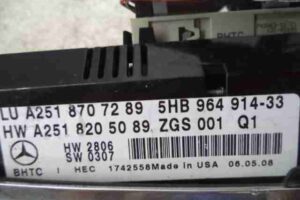 BHTC
LU A251 870 72 89 5HB 964 914-33
HW A251 820 50 89 ZGS 001 Q1
HW 2806
SW 0307
BHTC I HEC 1742558 Made in USA 06.05.08